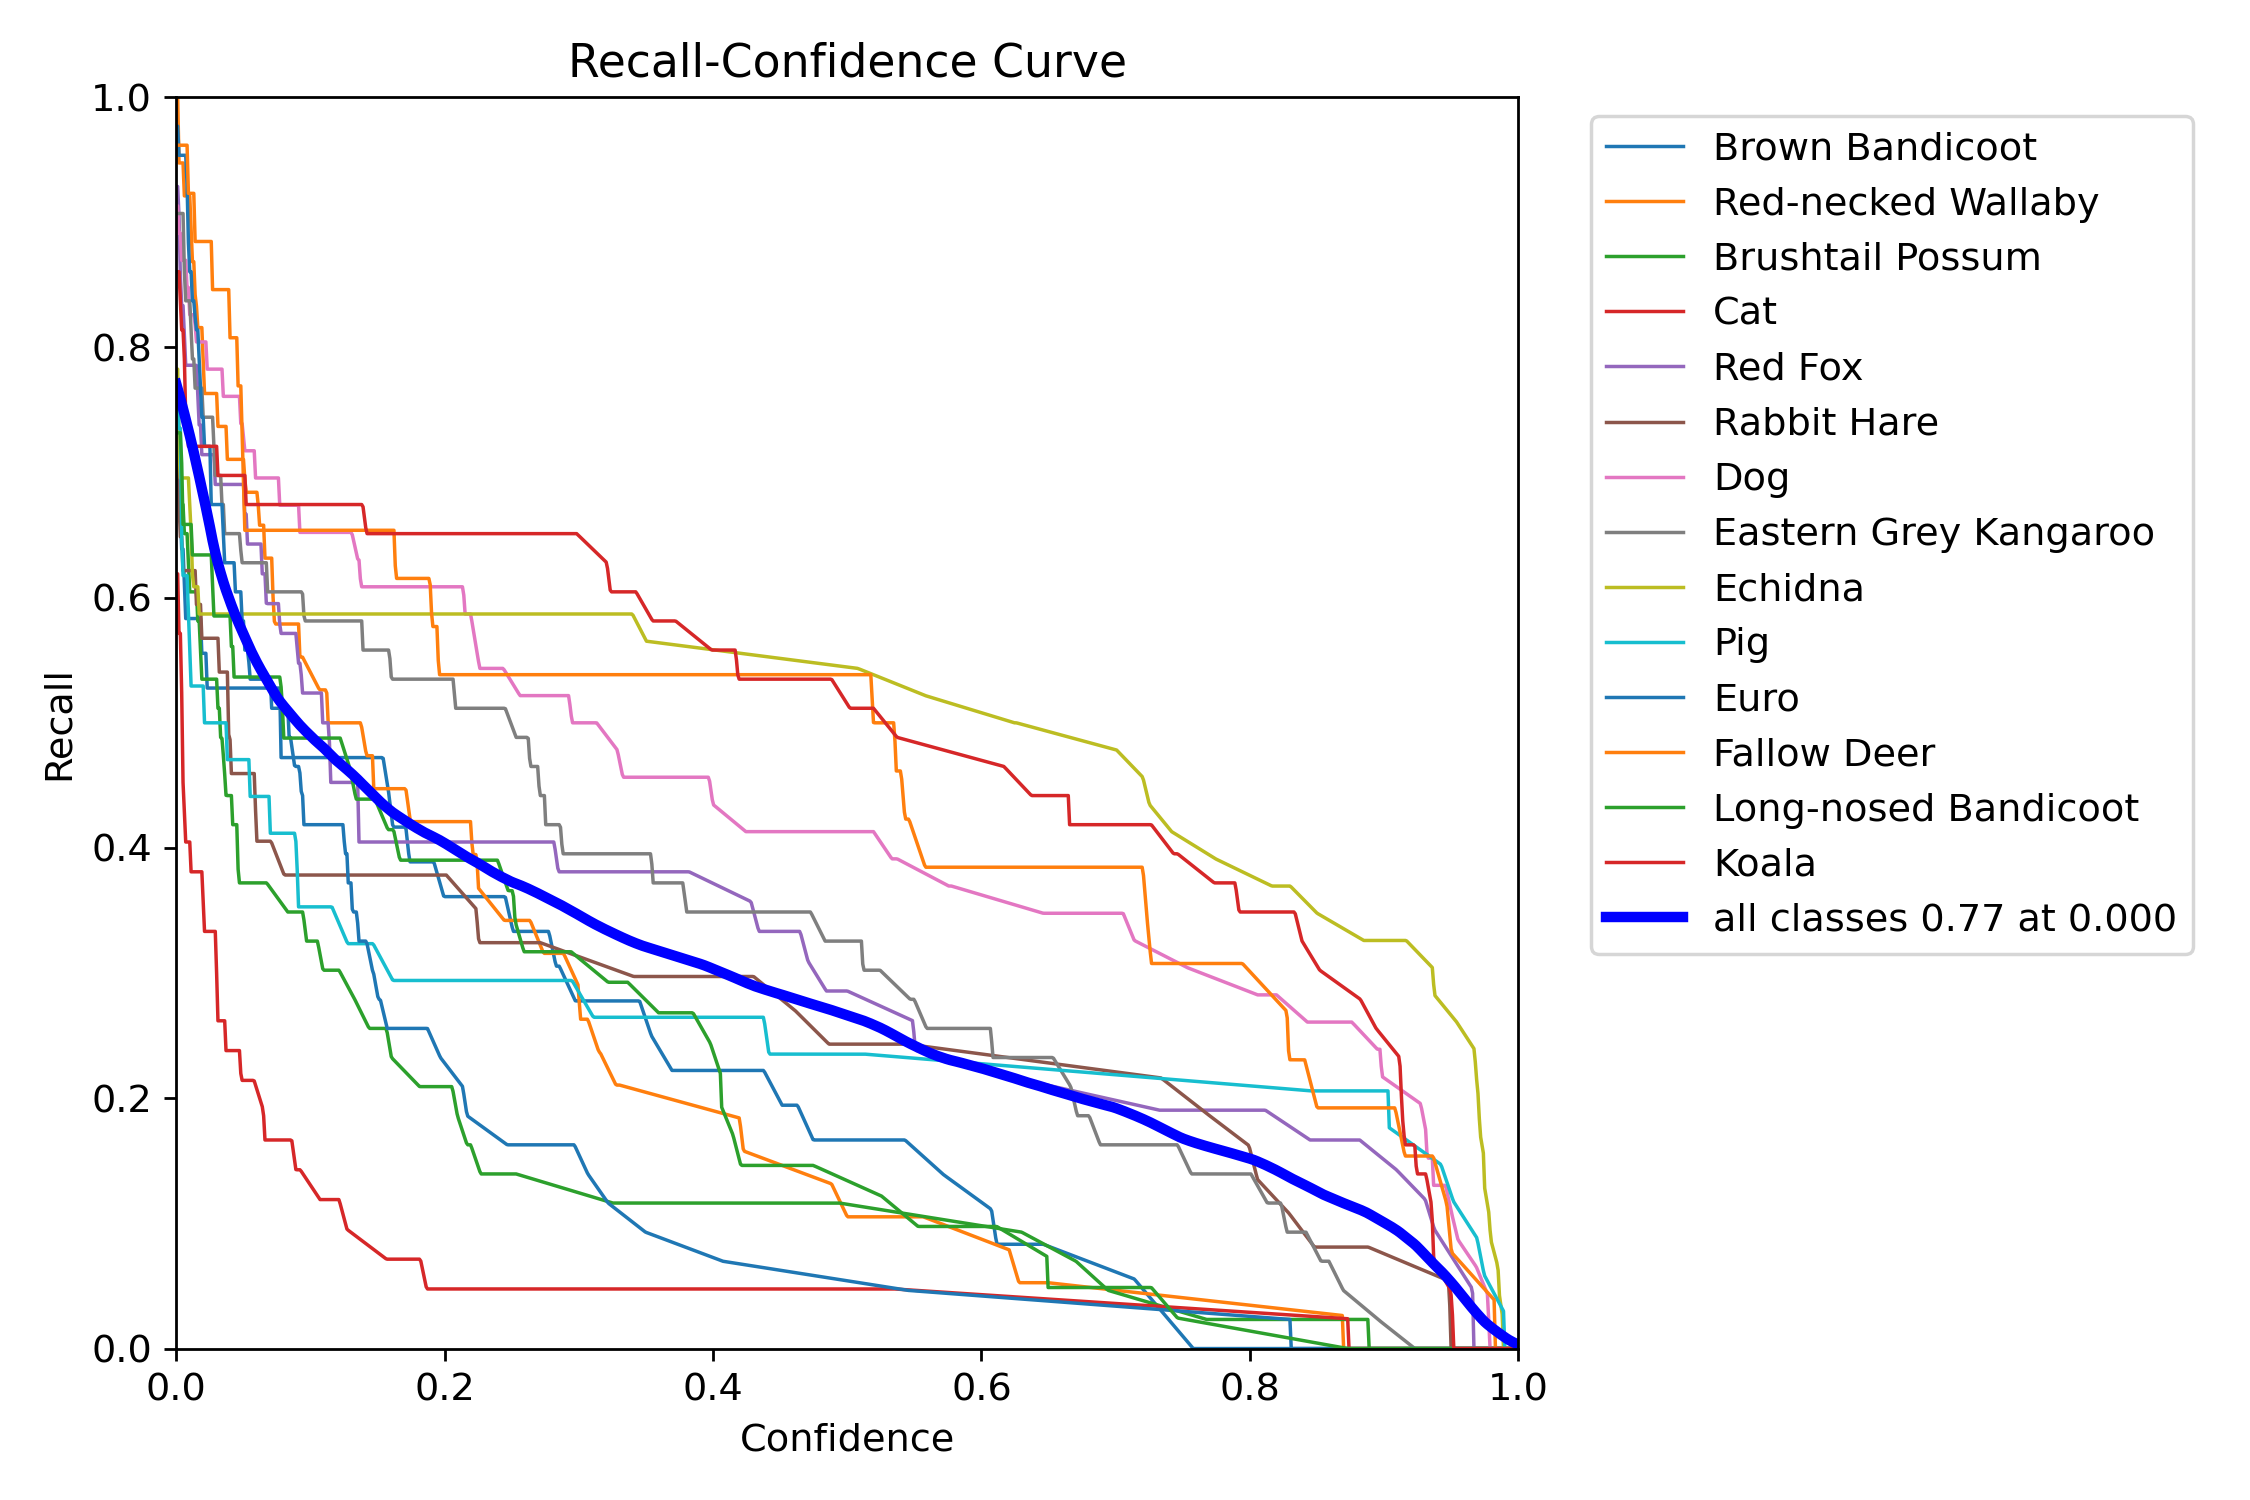 Recall-Confidence Curve
1.0
0.8
0.6
0.4
0.2
0.0
Recall
0.0 0.2 0.4 0.6 0.8 1.0
Confidence
Brown Bandicoot
Red-necked Wallaby
Brushtail Possum
Cat
Red Fox
Rabbit Hare
Dog
Eastern Grey Kangaroo
Echidna
Pig
Euro
Fallow Deer
Long-nosed Bandicoot
Koala
all classes 0.77 at 0.000